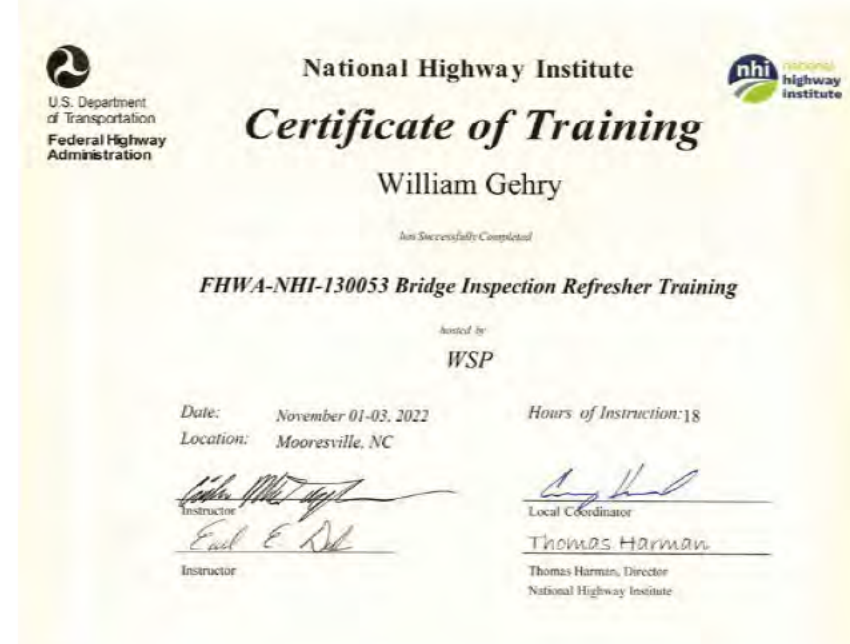 U.S. Department
of Transportation
Federal Highway
Administration
National Highway Institute
nhi national
highway
institute
Certificate of Training
William Gehry
has Successfully Completed
FHWA-NHI-130053 Bridge Inspection Refresher Training
hosted by
WSP
Date: November 01-03, 2022
Location: Mooresville, NC
Hours of Instruction:18
Instructor
Earl E
Instructor
Local Coordinator
Thomas Harman
Thomas Harman, Director
National Highway Institute